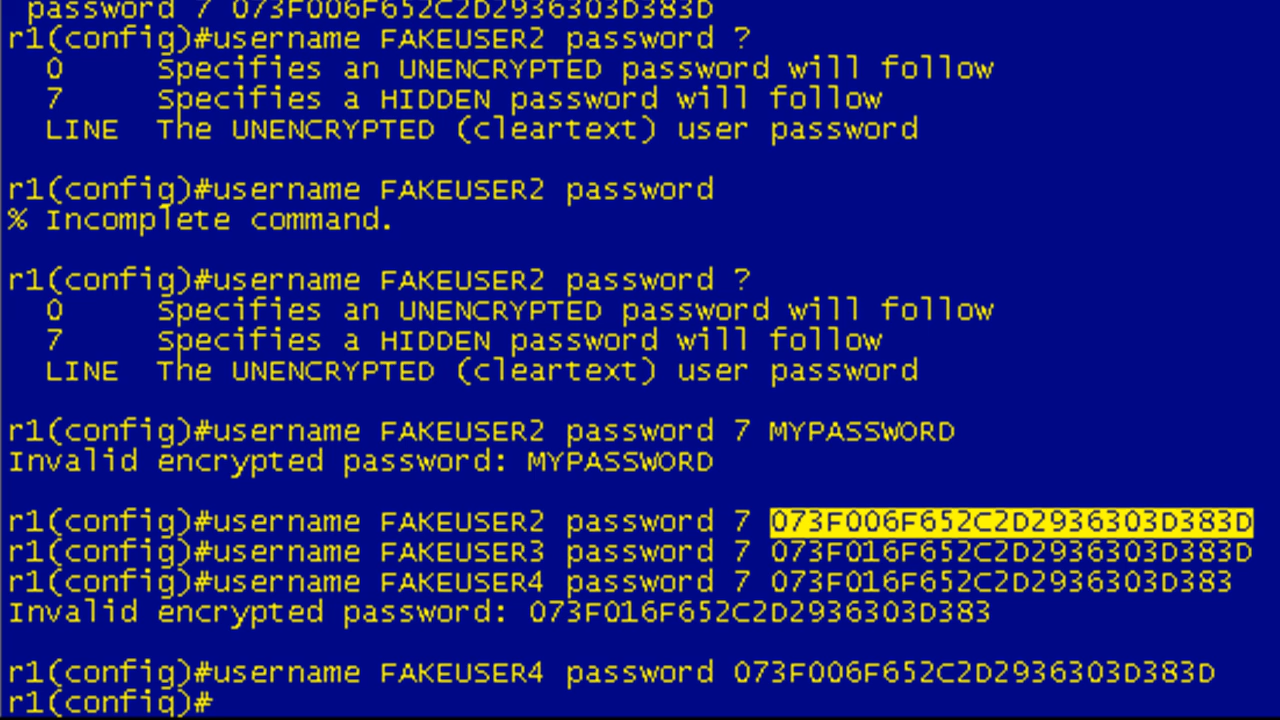 password 7 073F006F652C2D2936303D383D
r1(config)#username FAKEUSER2 password ?
0 Specifies an UNENCRYPTED password will follow
7 Specifies a HIDDEN password will follow
LINE The UNENCRYPTED (cleartext) user password
r1(config)#username FAKEUSER2 password
% Incomplete command.
r1(config)#username FAKEUSER2 password ?
0 Specifies an UNENCRYPTED password will follow
7 Specifies a HIDDEN password will follow
LINE The UNENCRYPTED (cleartext) user password
r1(config)#username FAKEUSER2 password 7 MYPASSWORD
Invalid encrypted password: MYPASSWORD
r1(config)#username FAKEUSER2 password 7 073F006F652C2D2936303D383D
r1(config)#username FAKEUSER3 password 7 073F016F652C2D2936303D383D
r1(config)#username FAKEUSER4 password 7 073F016F652C2D2936303D383
Invalid encrypted password: 073F016F652C2D2936303D383
r1(config)#username FAKEUSER4 password 073F006F652C2D2936303D383D
r1(config)#